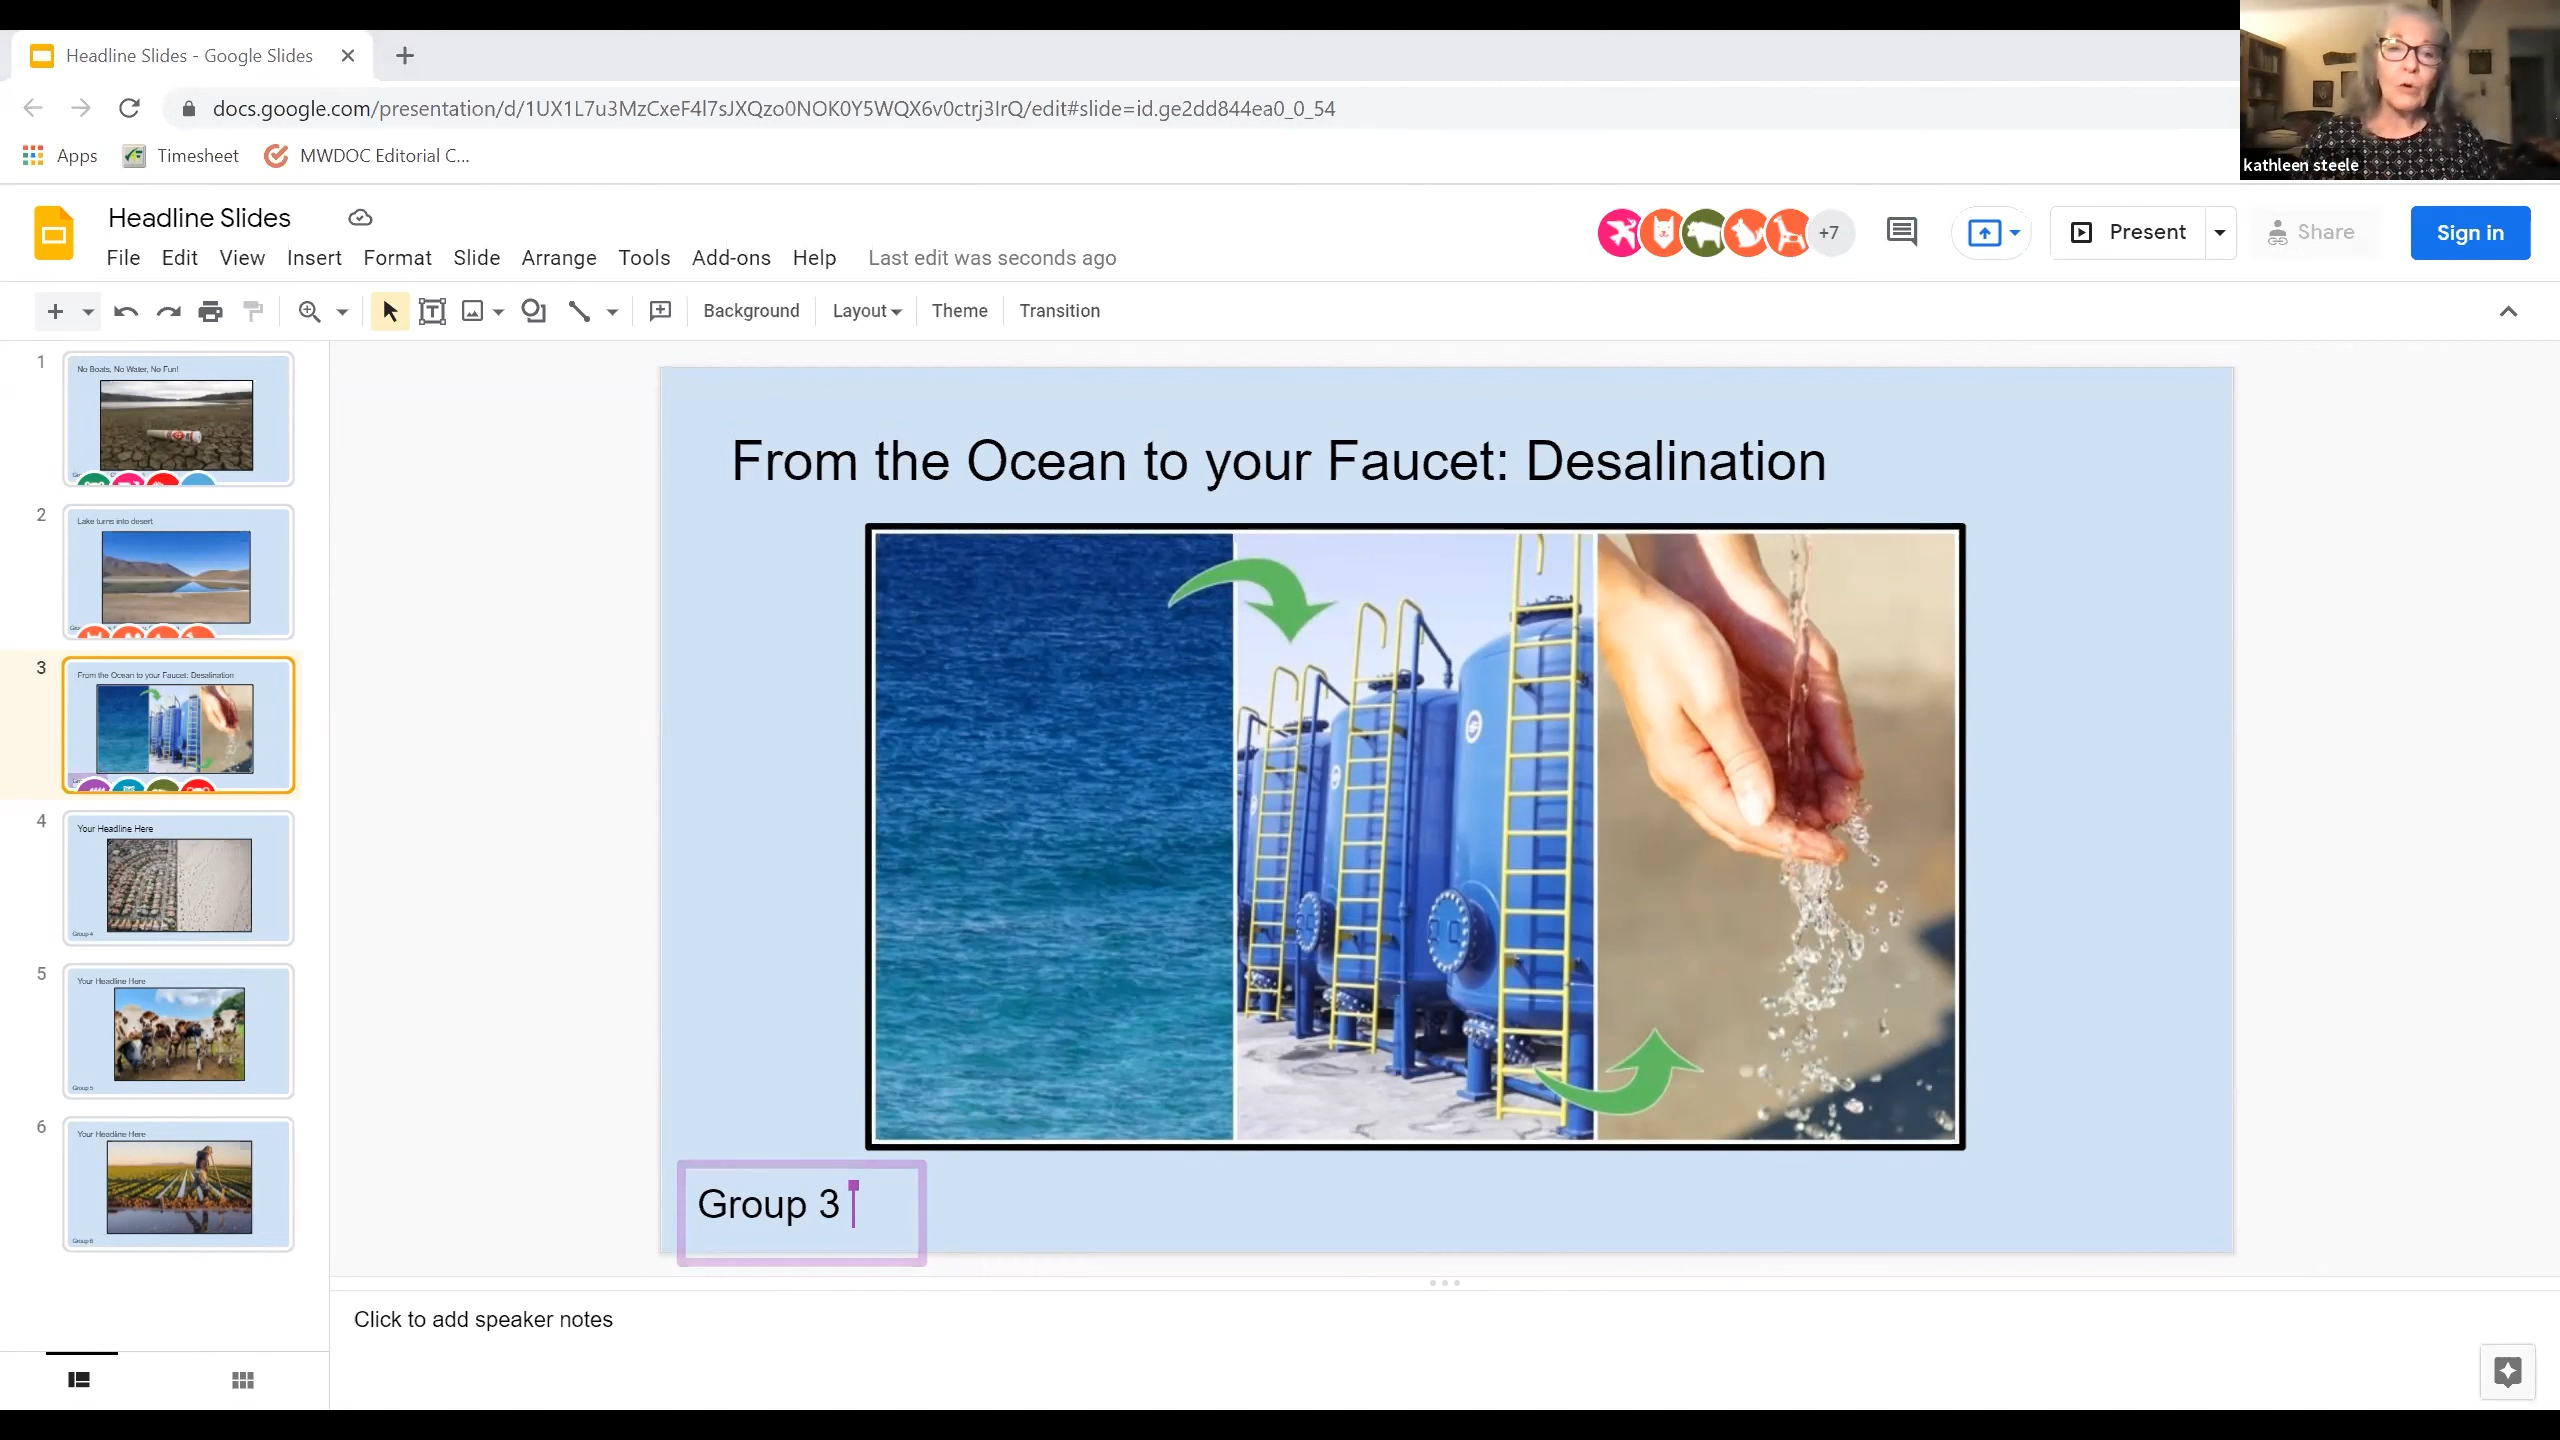 Headline Slides - Google Slides
docs.google.com/presentation/d/1UX1L7u3MzCxeF4l7sJXQzo0NOK0Y5WQX6v0ctrj3IrQ/edit#slide=id.ge2dd844ea0_0_54
Apps Timesheet MWDOC Editorial C...
kathleen steele
Headline Slides
+7 Present Share Sign in
File Edit View Insert Format Slide Arrange Tools Add-ons Help Last edit was seconds ago
Background Layout Theme Transition
1
No Boats, No Water, No Fun!
2
Lake turns into desert
3
From the Ocean to your Faucet: Desalination
4
Your Headline Here
Group 4
5
Your Headline Here
Group 5
6
Your Headline Here
Group 6
From the Ocean to your Faucet: Desalination
Group 3
Click to add speaker notes